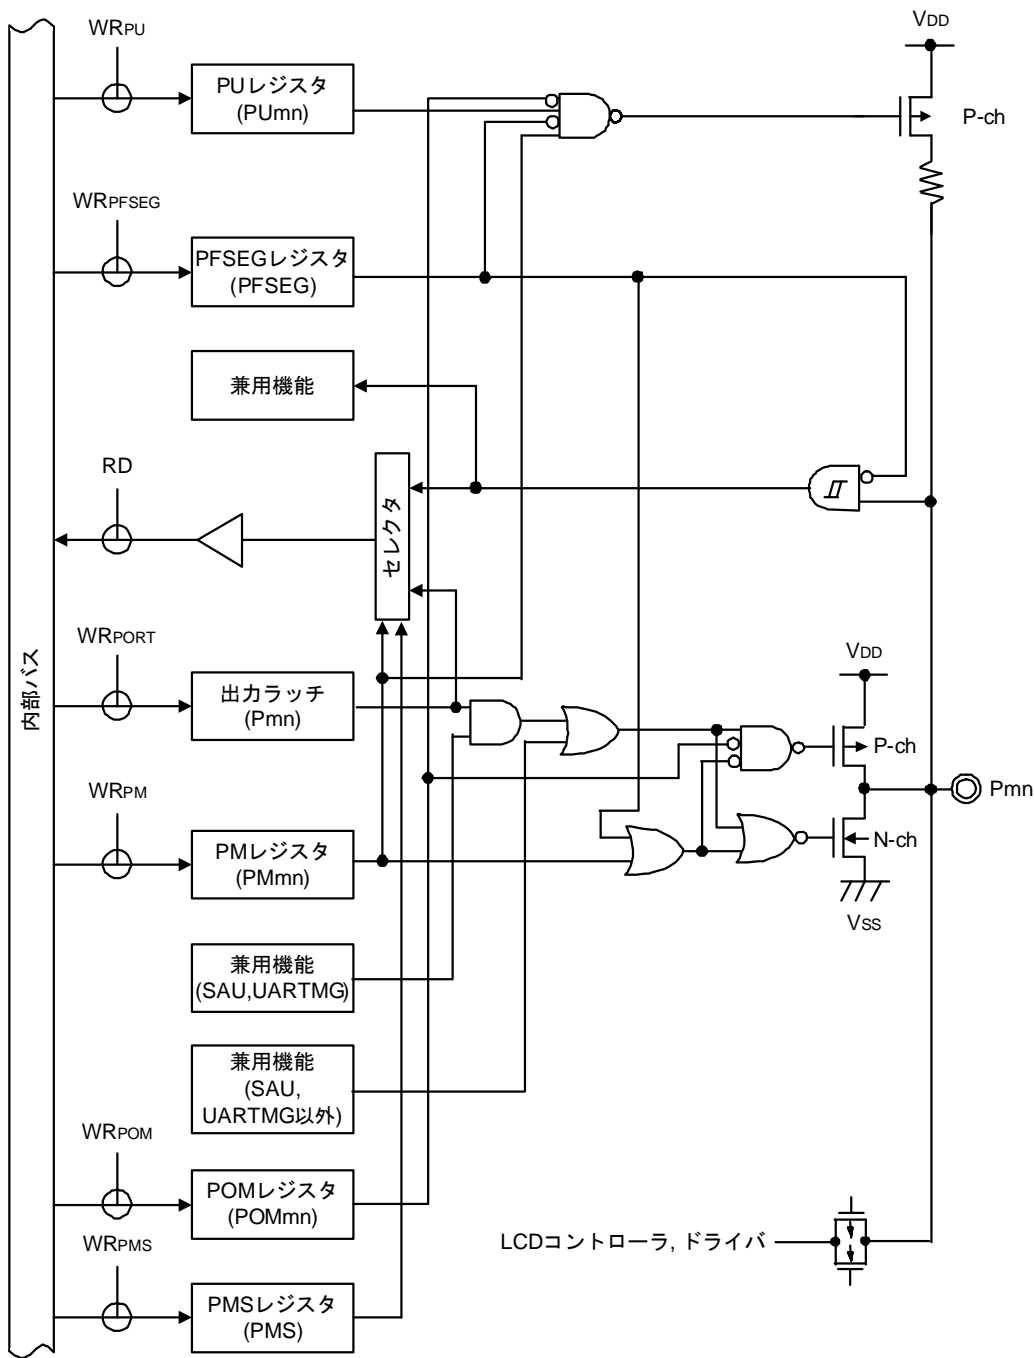 WRPU
VDD
PUレジスタ
(PUmn)
P-ch
WRPFSEG
PFSEGレジスタ
(PFSEG)
兼用機能
RD
セレクタ
内部バス
WRPORT
VDD
出力ラッチ
(Pmn)
P-ch
Pmn
WRPM
PMレジスタ
(PMmn)
N-ch
VSS
兼用機能
(SAU,UARTMG)
兼用機能
(SAU,
UARTMG以外)
WRPOM
POMレジスタ
(POMmn)
LCDコントローラ, ドライバ
WRPMS
PMSレジスタ
(PMS)